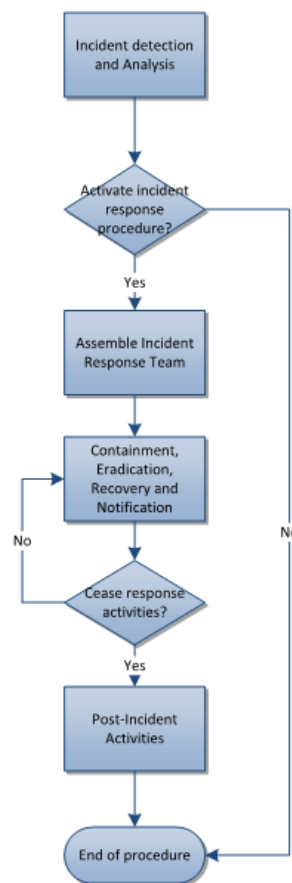 Incident detection
and Analysis
Activate incident
response
procedure?
Yes
Assemble Incident
Response Team
Containment,
Eradication,
Recovery and
Notification
No
No
Cease response
activities?
Yes
Post-Incident
Activities
End of procedure